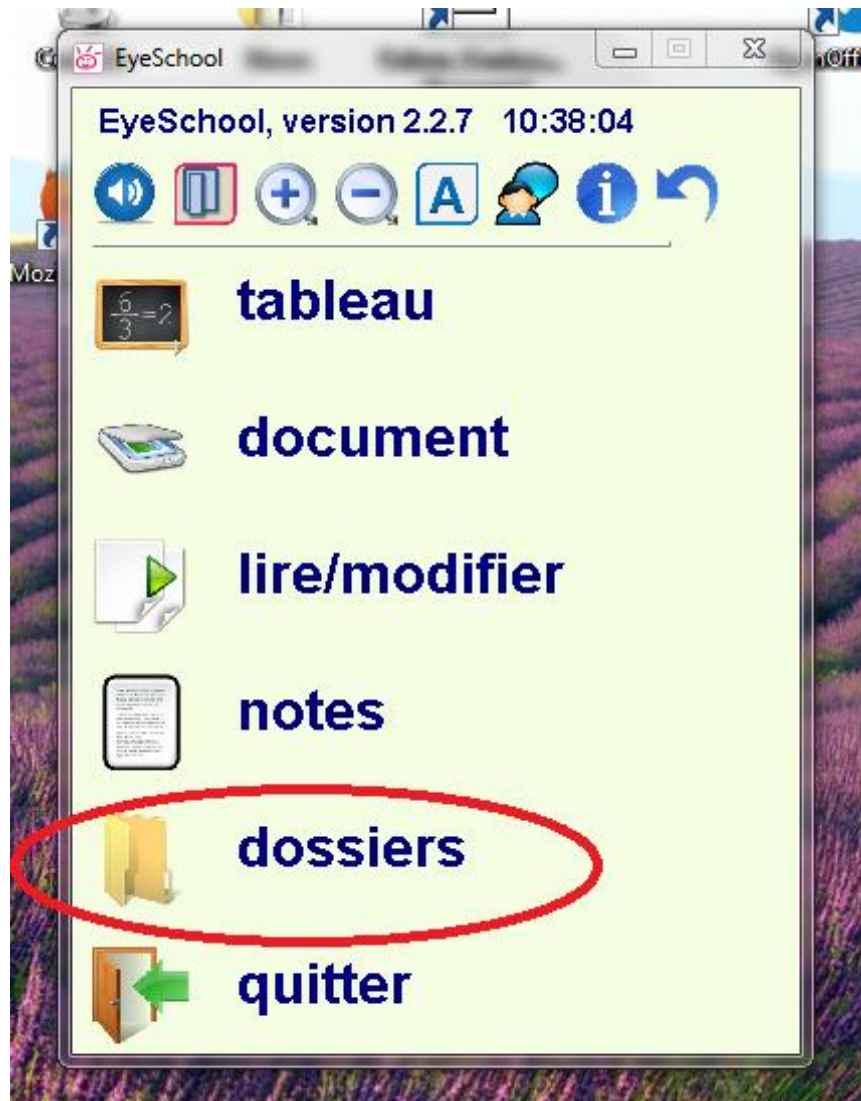 EyeSchool
EyeSchool, version 2.2.7 10:38:04
A
i
tableau
6/3=2
document
lire/modifier
notes
dossiers
quitter
Moz